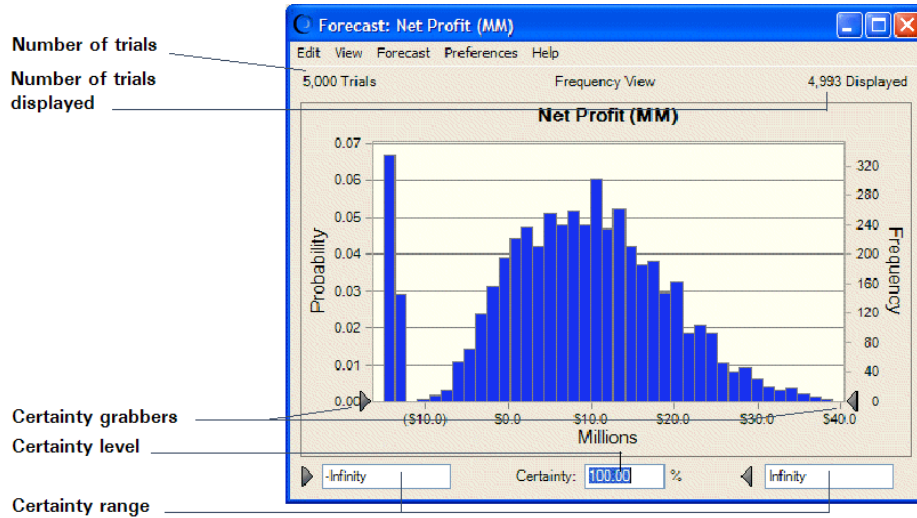 Forecast: Net Profit (MM)
Number of trials
Edit View Forecast Preferences Help
Number of trials
displayed
5,000 Trials Frequency View 4,993 Displayed
Net Profit (MM)
0.07
0.06
0.05
0.04
0.03
0.02
0.01
0.00
Probability
320
280
240
200
160
120
80
40
0
Frequency
($10.0) $0.0 $10.0 $20.0 $30.0 $40.0
Millions
Certainty grabbers
Certainty level
-Infinity Certainty: 100.00 % Infinity
Certainty range